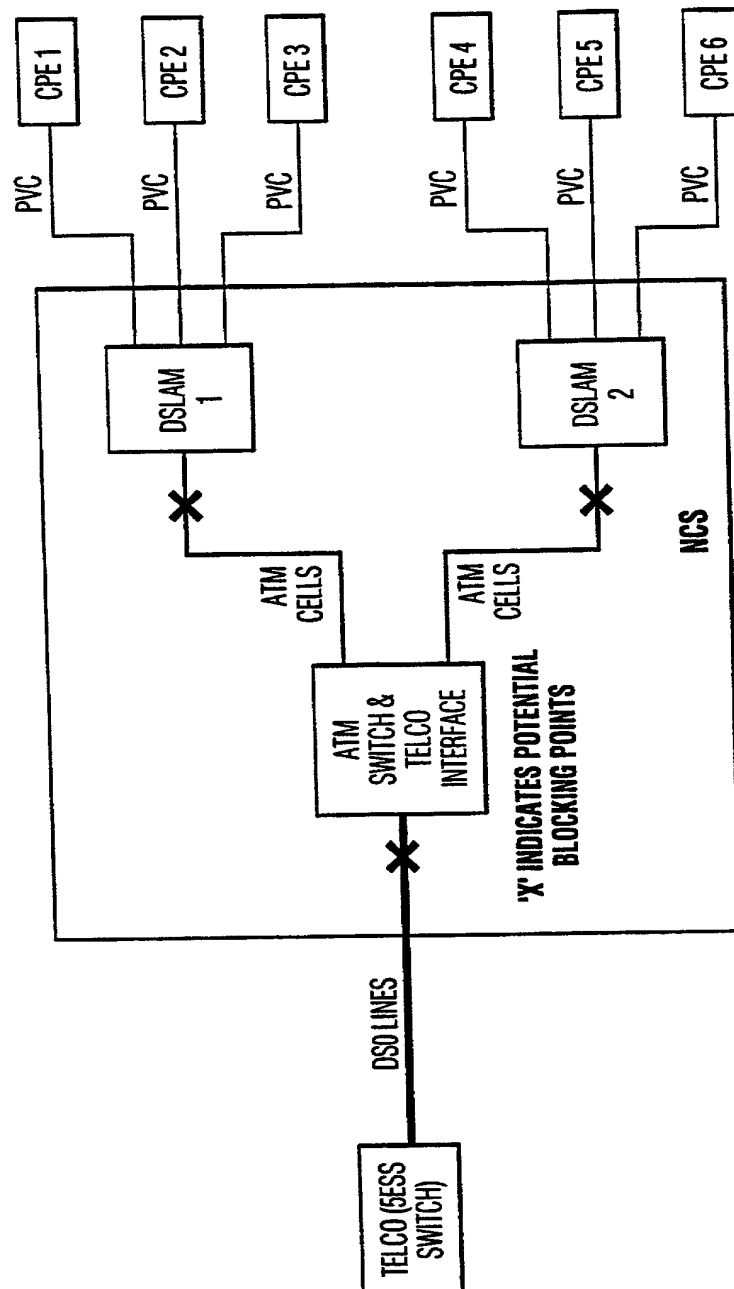 CPE 1
CPE 2
CPE 3
CPE 4
CPE 5
CPE 6
PVC
PVC
PVC
PVC
PVC
PVC
DSLAM
1
DSLAM
2
ATM
CELLS
ATM
CELLS
NCS
ATM
SWITCH &
TELCO
INTERFACE
'X' INDICATES POTENTIAL
BLOCKING POINTS
DS0 LINES
TELCO (5ESS
SWITCH)